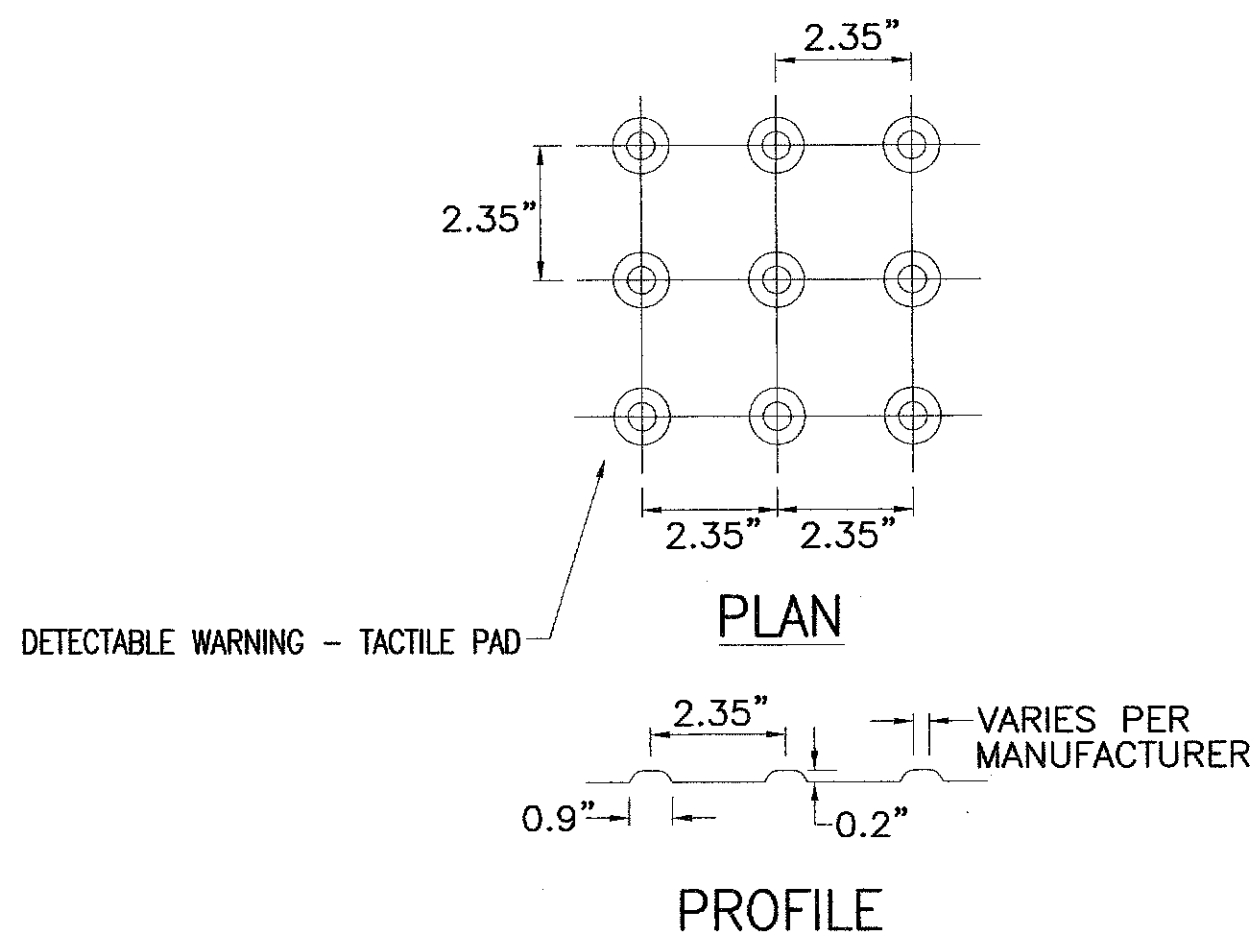 2.35”
2.35”
2.35” 2.35”
PLAN
DETECTABLE WARNING – TACTILE PAD
2.35”
VARIES PER
MANUFACTURER
0.9”
0.2”
PROFILE